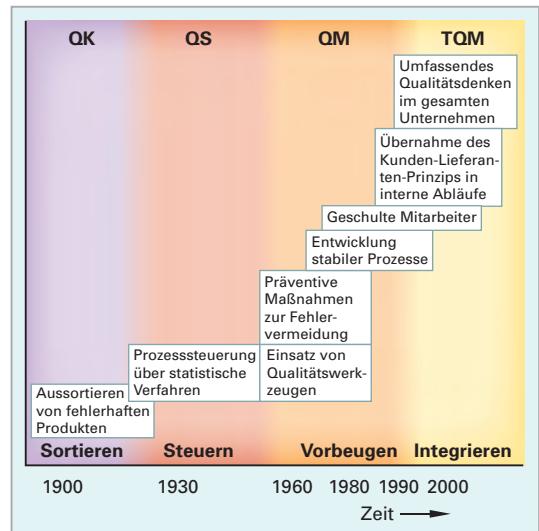 QK QS QM TQM
Umfassendes
Qualitätsdenken
im gesamten
Unternehmen
Übernahme des
Kunden-Lieferan-
ten-Prinzips in
interne Abläufe
Geschulte Mitarbeiter
Entwicklung
stabiler Prozesse
Präventive
Maßnahmen
zur Fehler-
vermeidung
Prozesssteuerung
über statistische
Verfahren
Einsatz von
Qualitätswerk-
zeugen
Aussortieren
von fehlerhaften
Produkten
Sortieren Steuern Vorbeugen Integrieren
1900 1930 1960 1980 1990 2000
Zeit